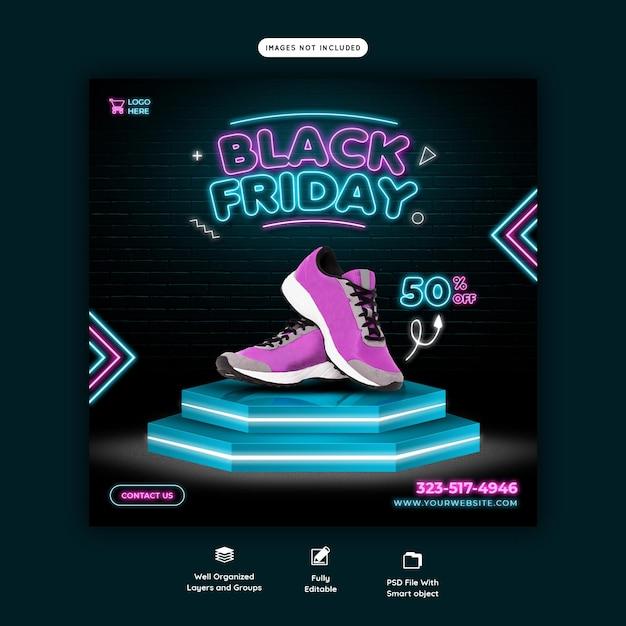 IMAGES NOT INCLUDED
LOGO
HERE
BLACK
FRIDAY
50% OFF
CONTACT US
323-517-4946
WWW.YOURWEBSITE.COM
Well Organized
Layers and Groups
Fully
Editable
PSD File With
Smart object